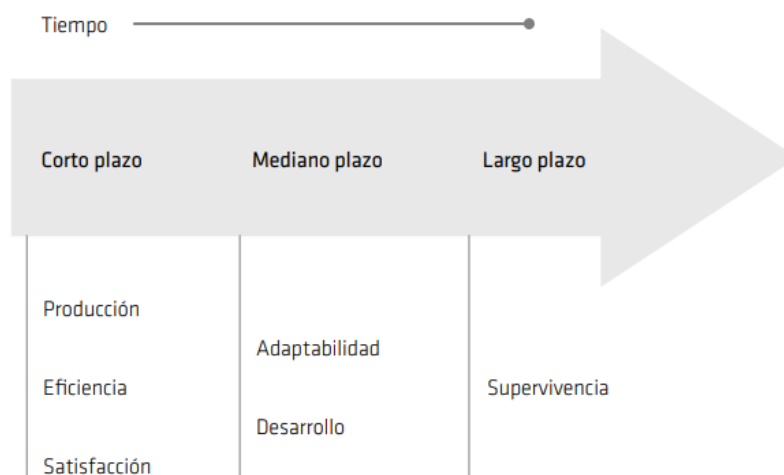 Tiempo
Corto plazo
Mediano plazo
Largo plazo
Producción
Eficiencia
Satisfacción
Adaptabilidad
Desarrollo
Supervivencia